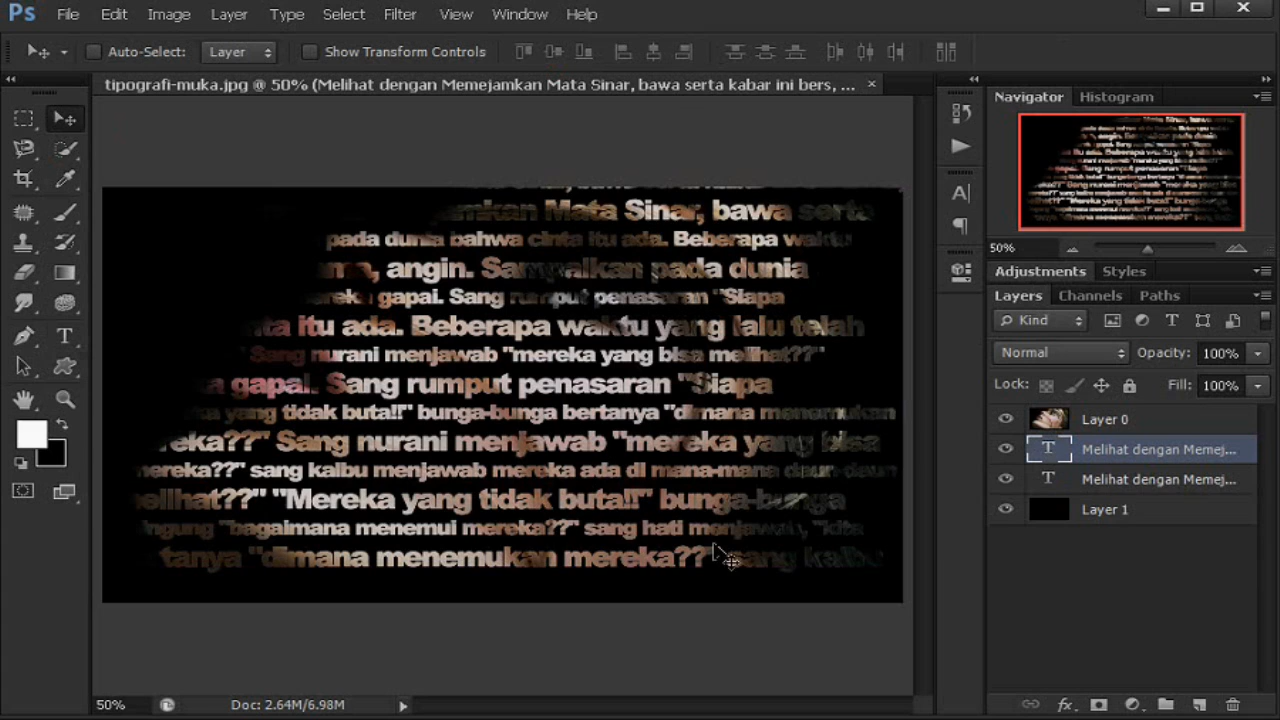 Ps File Edit Image Layer Type Select Filter View Window Help
Auto-Select: Layer Show Transform Controls
tipografi-muka.jpg @ 50% (Melihat dengan Memejamkan Mata Sinar, bawa serta kabar ini bers, ...
Navigator Histogram
50%
Adjustments Styles
Layers Channels Paths
Kind
Normal Opacity: 100%
Lock: Fill: 100%
Layer 0
Melihat dengan Memej...
Melihat dengan Memej...
Layer 1
amkan Mata Sinar, bawa serta
pada dunia bahwa cinta itu ada. Beberapa waktu
angin. Sampaikan pada dunia
gapai. Sang rumput penasaran "Siapa
itu ada. Beberapa waktu yang lalu telah
Sang nurani menjawab "mereka yang bisa melihat??"
gapai. Sang rumput penasaran "Siapa
yang tidak buta!!" bunga-bunga bertanya "dimana menemukan
reka??" Sang nurani menjawab "mereka yang bisa
mereka??" sang kalbu menjawab mereka ada di mana-mana daun-daun
melihat??" "Mereka yang tidak buta!!" bunga-bunga
"bagaimana menemui mereka??" sang hati menjawab, "kita
tanya "dimana menemukan mereka??" sang kalbu
50% Doc: 2.64M/6.98M